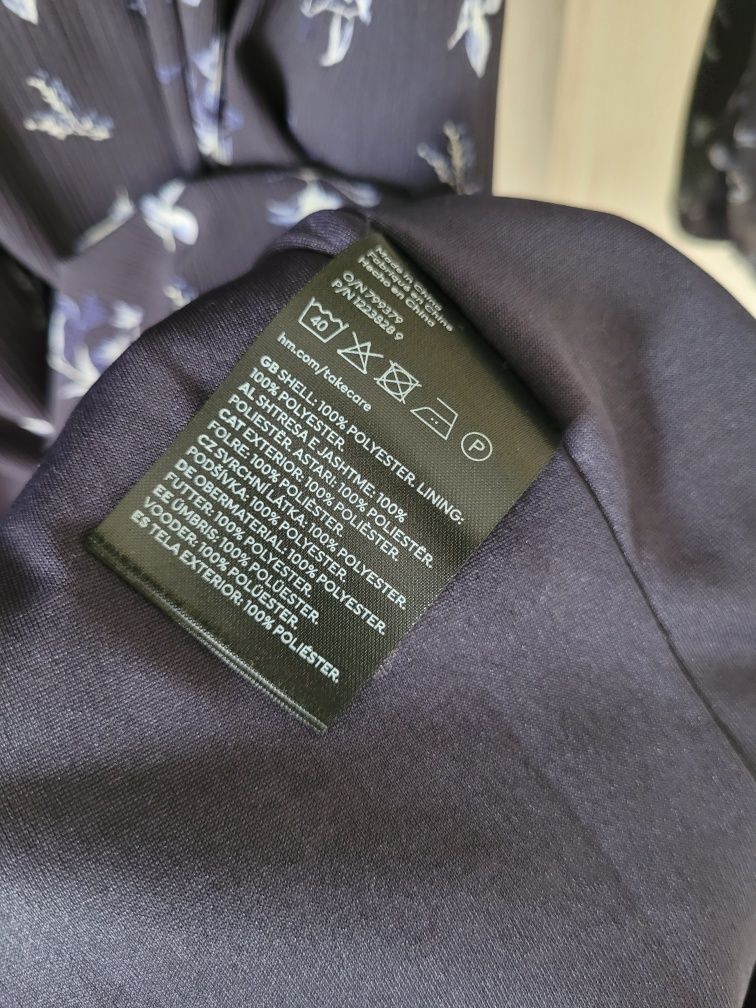 Made in China
Fabriqué en Chine
Hecho en China
O/N 799379
P/N 1223828 9
40
P
hm.com/takecare
GB SHELL: 100% POLYESTER. LINING:
100% POLYESTER.
AL SHTRESA E JASHTME: 100%
POLIESTËR. ASTARI: 100% POLIESTËR.
CAT EXTERIOR: 100% POLIÈSTER.
FOLRE: 100% POLIÈSTER.
CZ SVRCHNÍ LÁTKA: 100% POLYESTER.
PODŠÍVKA: 100% POLYESTER.
DE OBERMATERIAL: 100% POLYESTER.
FUTTER: 100% POLYESTER.
EE ÜMBRIS: 100% POLÜESTER.
VOODER: 100% POLÜESTER.
ES TELA EXTERIOR: 100% POLIÉSTER.